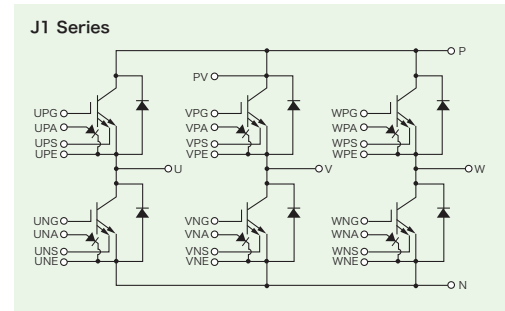 J1 Series
P
PV
UPG VPG WPG
UPA VPA WPA
UPS VPS WPS
UPE VPE WPE
U V W
UNG VNG WNG
UNA VNA WNA
UNS VNS WNS
UNE VNE WNE
N